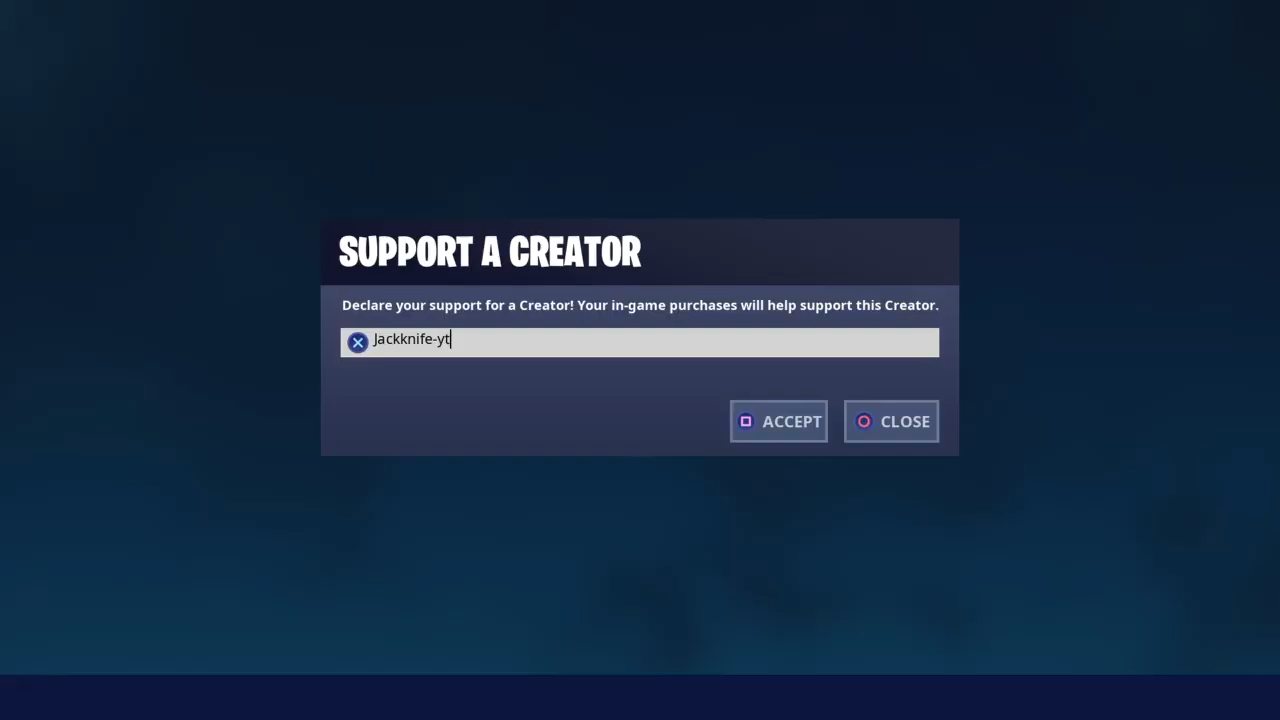 SUPPORT A CREATOR
Declare your support for a Creator! Your in-game purchases will help support this Creator.
Jackknife-yt
ACCEPT CLOSE